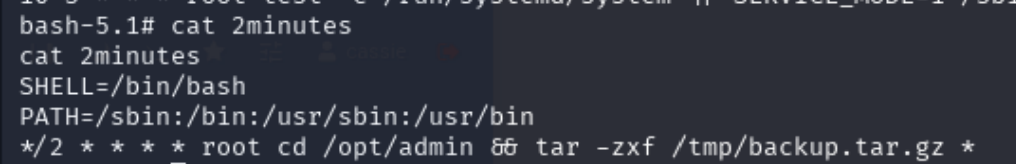 bash-5.1# cat 2minutes
cat 2minutes
SHELL=/bin/bash
PATH=/sbin:/bin:/usr/sbin:/usr/bin
*/2 * * * * root cd /opt/admin && tar -zxf /tmp/backup.tar.gz *